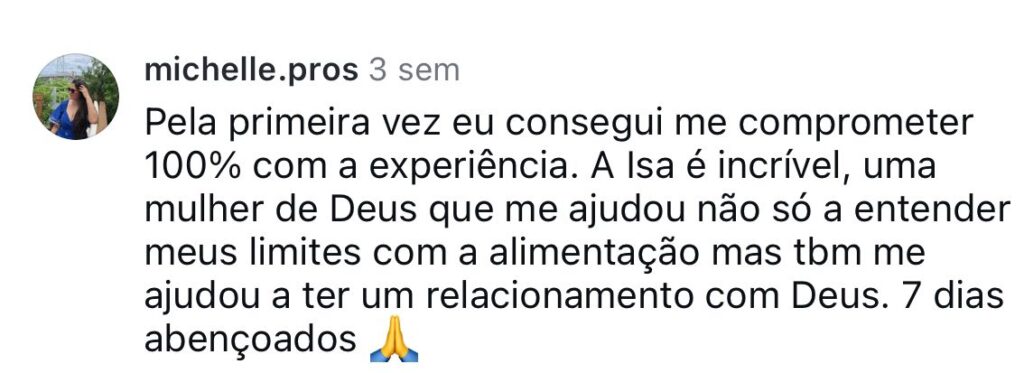 michelle.pros 3 sem
Pela primeira vez eu consegui me comprometer
100% com a experiência. A Isa é incrível, uma
mulher de Deus que me ajudou não só a entender
meus limites com a alimentação mas tbm me
ajudou a ter um relacionamento com Deus. 7 dias
abençoados 🙏